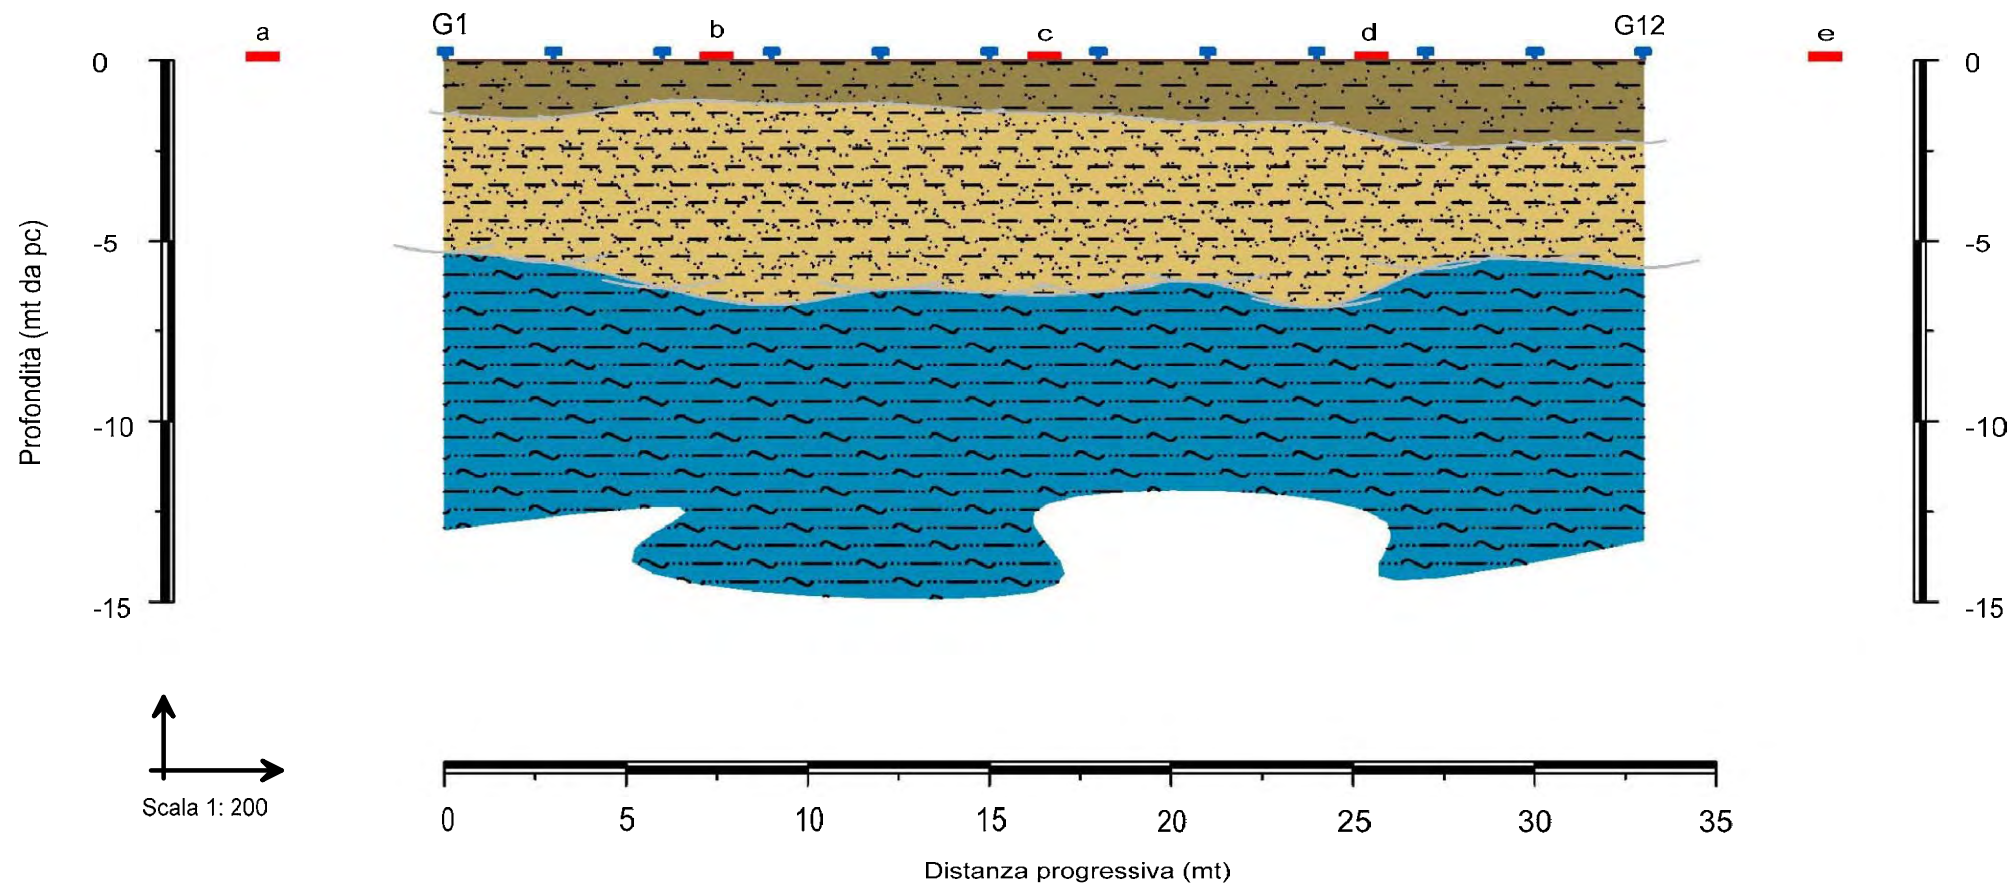 a G1 b c d G12 e
0 0
-5 -5
-10 -10
-15 -15
Profondità (mt da pc)
Scala 1: 200
0 5 10 15 20 25 30 35
Distanza progressiva (mt)